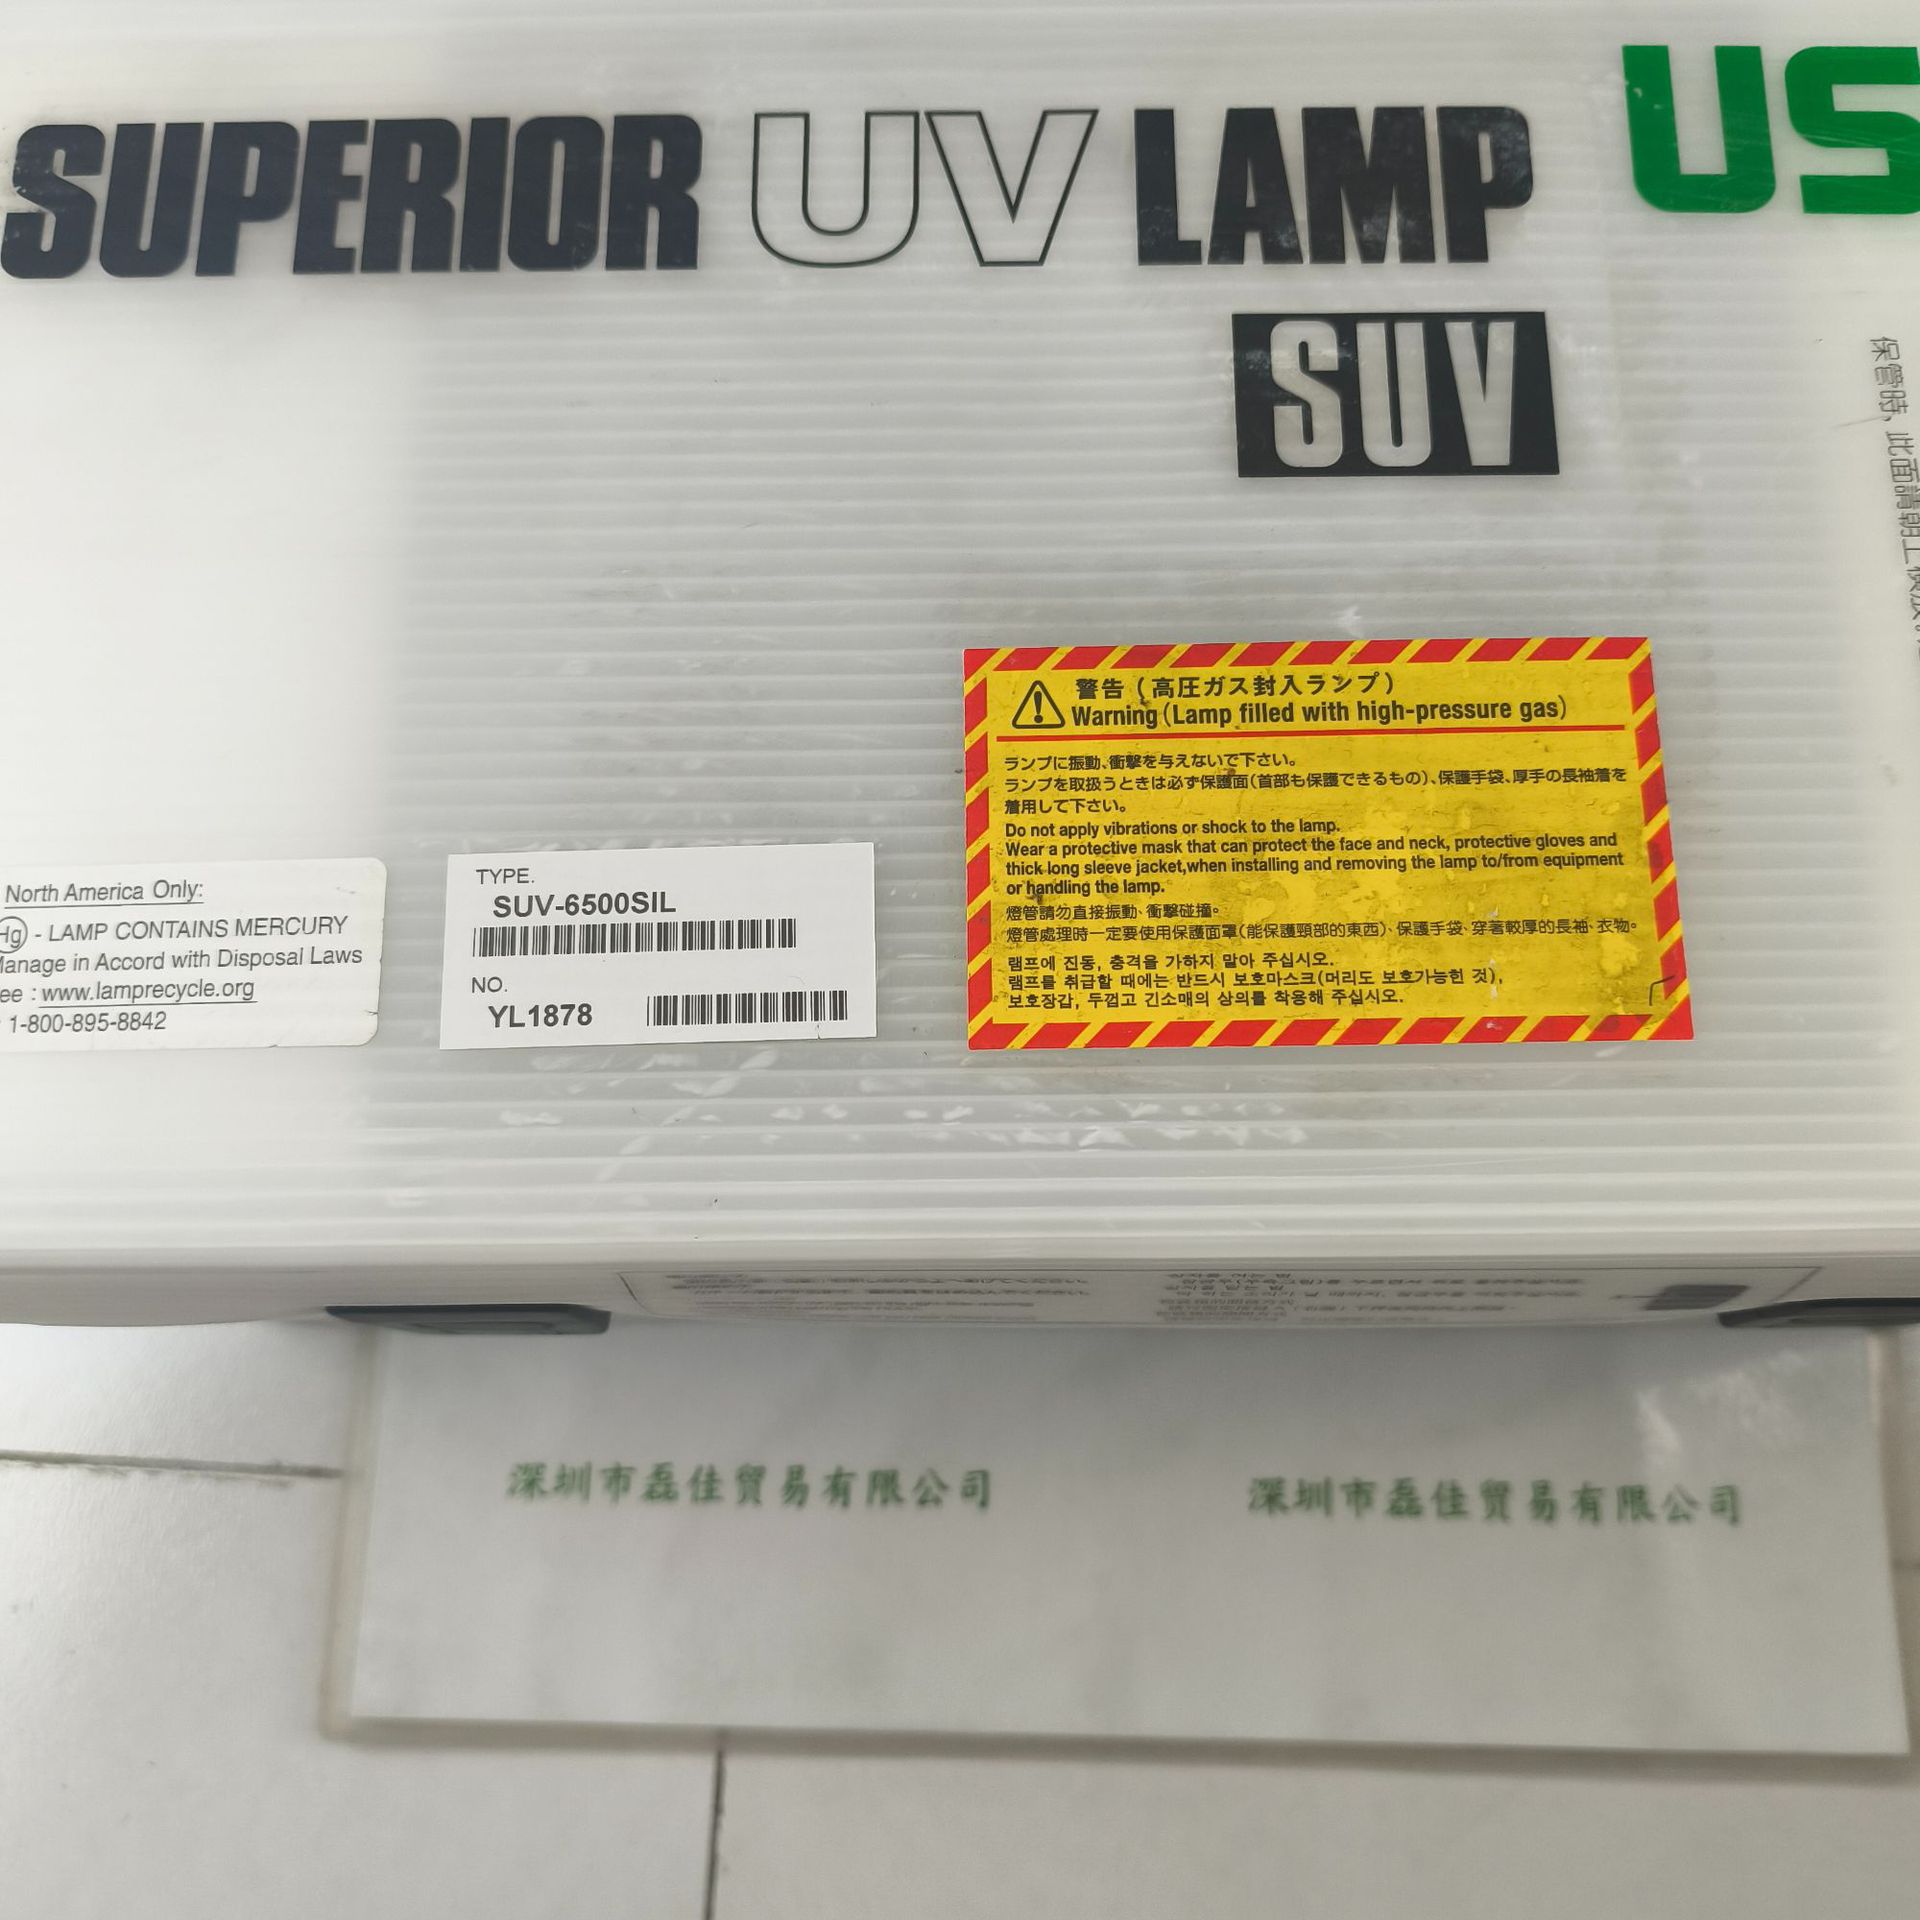 SUPERIOR UV LAMP
US
SUV
保管時,此面請朝上
警告(高圧ガス封入ランプ)
Warning(Lamp filled with high-pressure gas)
ランプに振動、衝撃を与えないで下さい。
ランプを取扱うときは必ず保護面(首部も保護できるもの)、保護手袋、厚手の長袖着を
着用して下さい。
Do not apply vibrations or shock to the lamp.
Wear a protective mask that can protect the face and neck, protective gloves and
thick long sleeve jacket,when installing and removing the lamp to/from equipment
or handling the lamp.
燈管請勿直接振動、衝擊碰撞。
燈管處理時一定要使用保護面罩(能保護頸部的東西)、保護手袋、穿著較厚的長袖、衣物。
램프에 진동, 충격을 가하지 말아 주십시오.
램프를 취급할 때에는 반드시 보호마스크(머리도 보호가능한 것),
보호장갑, 두껍고 긴소매의 상의를 착용해 주십시오.
North America Only:
Hg - LAMP CONTAINS MERCURY
Manage in Accord with Disposal Laws
ee : www.lamprecycle.org
1-800-895-8842
TYPE.
SUV-6500SIL
NO.
YL1878
深圳市磊佳贸易有限公司
深圳市磊佳贸易有限公司